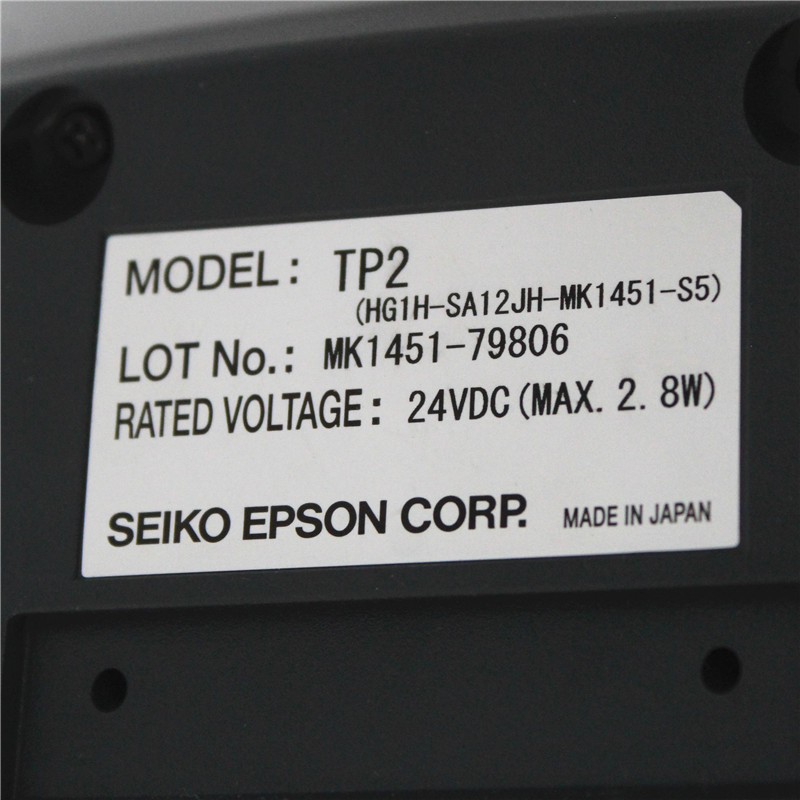 MODEL: TP2
(HG1H-SA12JH-MK1451-S5)
LOT No.: MK1451-79806
RATED VOLTAGE: 24VDC (MAX. 2. 8W)
SEIKO EPSON CORP. MADE IN JAPAN